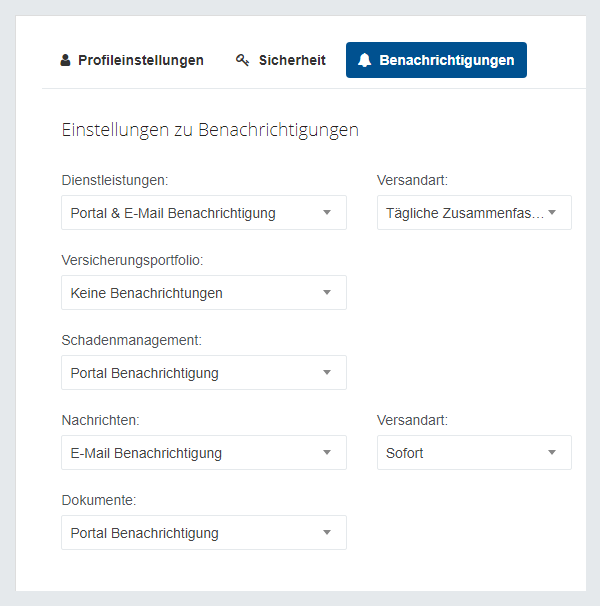 Profileinstellungen Sicherheit Benachrichtigungen
Einstellungen zu Benachrichtigungen
Dienstleistungen: Versandart:
Portal & E-Mail Benachrichtigung Tägliche Zusammenfas...
Versicherungsportfolio:
Keine Benachrichtungen
Schadenmanagement:
Portal Benachrichtigung
Nachrichten: Versandart:
E-Mail Benachrichtigung Sofort
Dokumente:
Portal Benachrichtigung